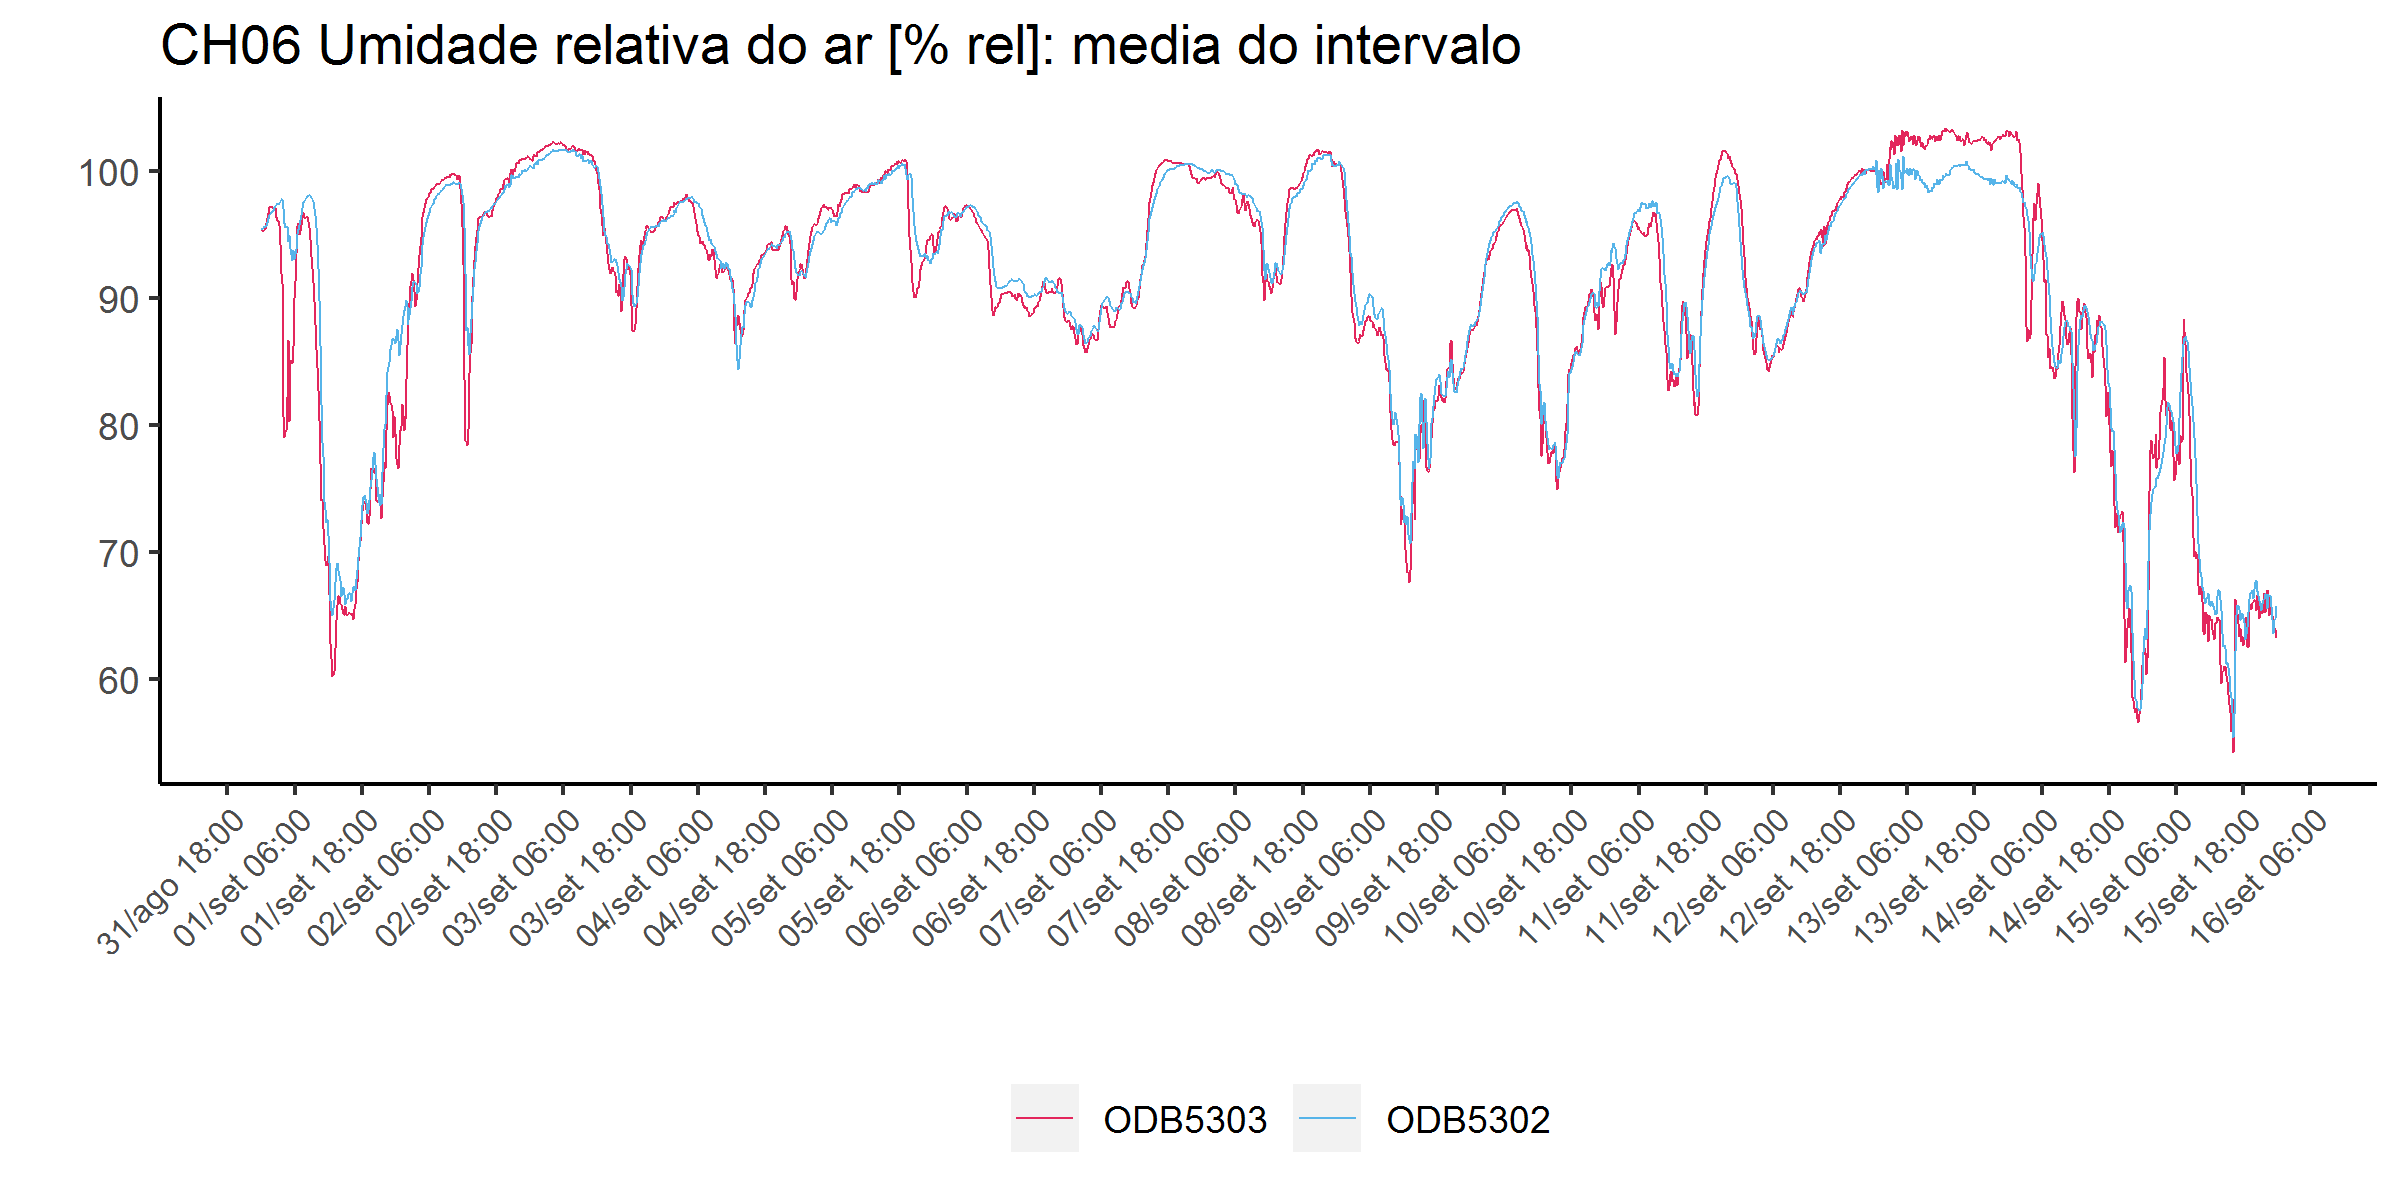 CH06 Umidade relativa do ar [% rel]: media do intervalo
100
90
80
70
60
31/ago 18:00
01/set 06:00
01/set 18:00
02/set 06:00
02/set 18:00
03/set 06:00
03/set 18:00
04/set 06:00
04/set 18:00
05/set 06:00
05/set 18:00
06/set 06:00
06/set 18:00
07/set 06:00
07/set 18:00
08/set 06:00
08/set 18:00
09/set 06:00
09/set 18:00
10/set 06:00
10/set 18:00
11/set 06:00
11/set 18:00
12/set 06:00
12/set 18:00
13/set 06:00
13/set 18:00
14/set 06:00
14/set 18:00
15/set 06:00
15/set 18:00
16/set 06:00
ODB5303
ODB5302